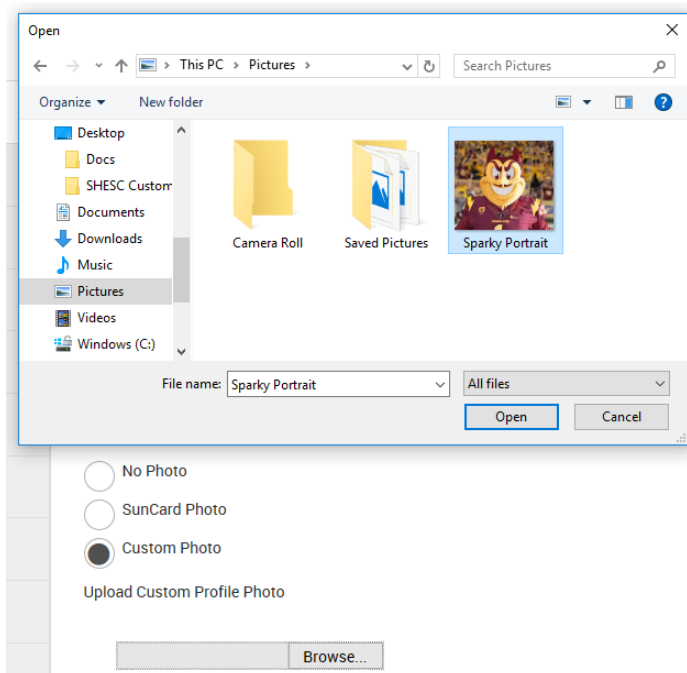 Open
This PC > Pictures >
Search Pictures
Organize
New folder
Desktop
Docs
SHESC Custom
Documents
Downloads
Music
Pictures
Videos
Windows (C:)
Camera Roll
Saved Pictures
Sparky Portrait
File name: Sparky Portrait
All files
Open
Cancel
No Photo
SunCard Photo
Custom Photo
Upload Custom Profile Photo
Browse...